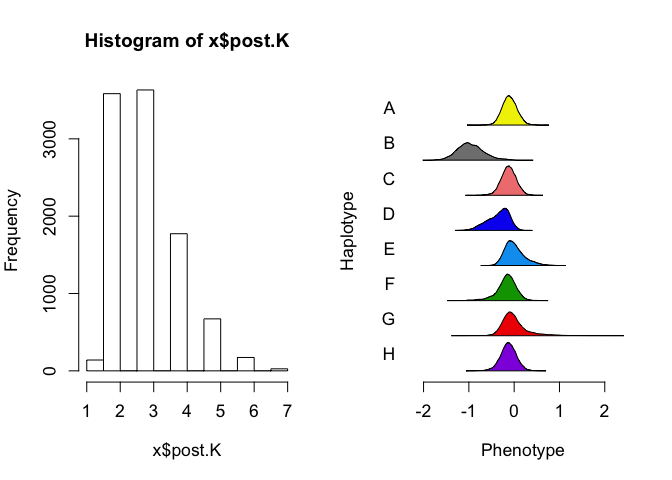 Histogram of x$post.K
Frequency
0
1000
2000
3000
1 2 3 4 5 6 7
x$post.K
Haplotype
A
B
C
D
E
F
G
H
-2 -1 0 1 2
Phenotype